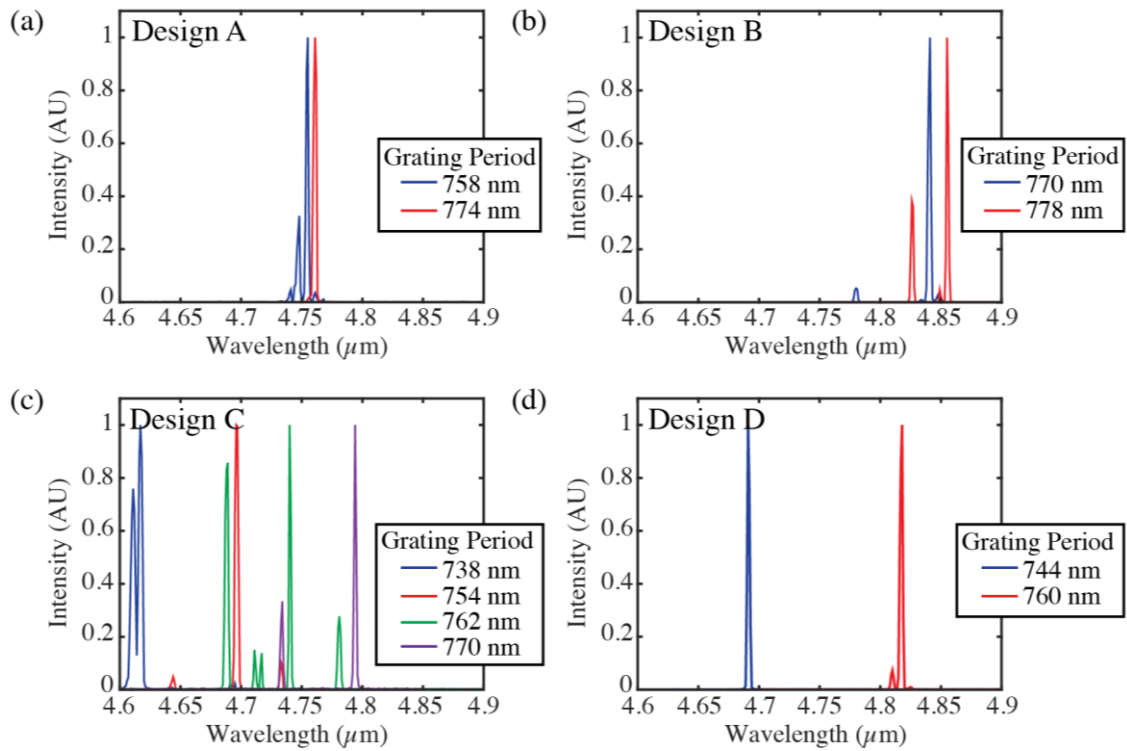 (a)
Design A
1
0.8
0.6
0.4
0.2
0
4.6 4.65 4.7 4.75 4.8 4.85 4.9
Intensity (AU)
Wavelength (μm)
Grating Period
758 nm
774 nm
(b)
Design B
1
0.8
0.6
0.4
0.2
0
4.6 4.65 4.7 4.75 4.8 4.85 4.9
Intensity (AU)
Wavelength (μm)
Grating Period
770 nm
778 nm
(c)
Design C
1
0.8
0.6
0.4
0.2
0
4.6 4.65 4.7 4.75 4.8 4.85 4.9
Intensity (AU)
Wavelength (μm)
Grating Period
738 nm
754 nm
762 nm
770 nm
(d)
Design D
1
0.8
0.6
0.4
0.2
0
4.6 4.65 4.7 4.75 4.8 4.85 4.9
Intensity (AU)
Wavelength (μm)
Grating Period
744 nm
760 nm